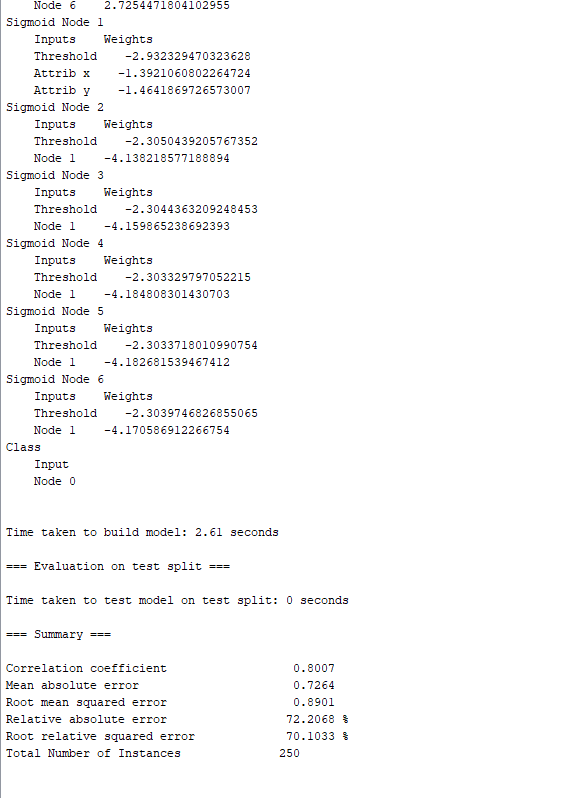 Node 6    2.7254471804102955
Sigmoid Node 1
    Inputs    Weights
    Threshold    -2.932329470323628
    Attrib x    -1.3921060802264724
    Attrib y    -1.4641869726573007
Sigmoid Node 2
    Inputs    Weights
    Threshold    -2.3050439205767352
    Node 1    -4.138218577188894
Sigmoid Node 3
    Inputs    Weights
    Threshold    -2.3044363209248453
    Node 1    -4.159865238692393
Sigmoid Node 4
    Inputs    Weights
    Threshold    -2.303329797052215
    Node 1    -4.184808301430703
Sigmoid Node 5
    Inputs    Weights
    Threshold    -2.3033718010990754
    Node 1    -4.182681539467412
Sigmoid Node 6
    Inputs    Weights
    Threshold    -2.3039746826855065
    Node 1    -4.170586912266754
Class
    Input
    Node 0
Time taken to build model: 2.61 seconds
=== Evaluation on test split ===
Time taken to test model on test split: 0 seconds
=== Summary ===
Correlation coefficient                  0.8007
Mean absolute error                      0.7264
Root mean squared error                  0.8901
Relative absolute error                 72.2068 %
Root relative squared error             70.1033 %
Total Number of Instances              250